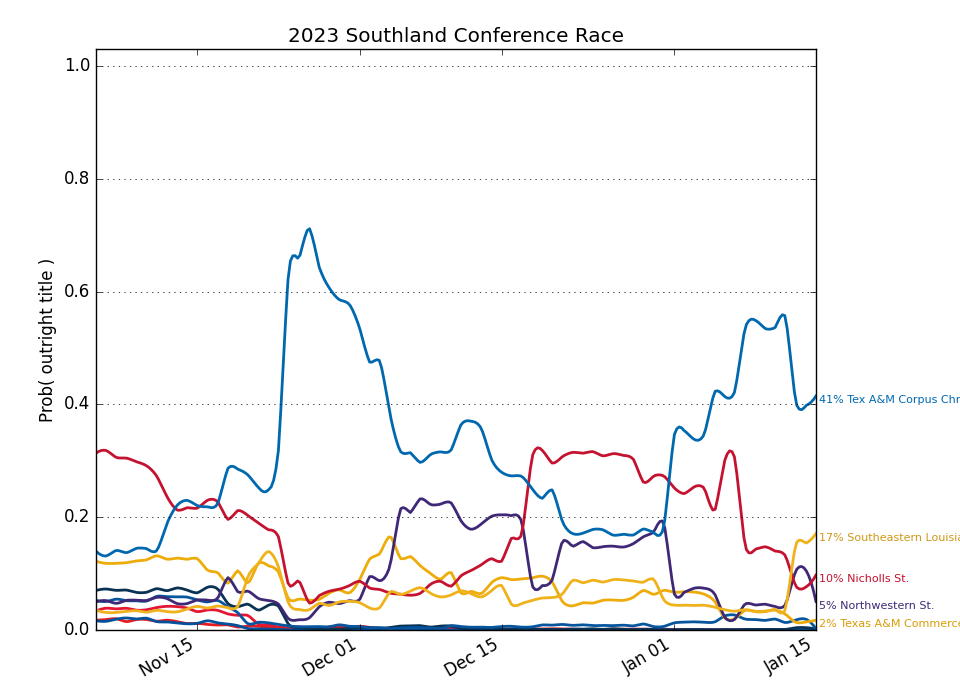 2023 Southland Conference Race
Prob( outright title )
1.0
0.8
0.6
0.4
0.2
0.0
41% Tex A&M Corpus Chr
17% Southeastern Louisia
10% Nicholls St.
5% Northwestern St.
2% Texas A&M Commerce
Nov 15
Dec 01
Dec 15
Jan 01
Jan 15